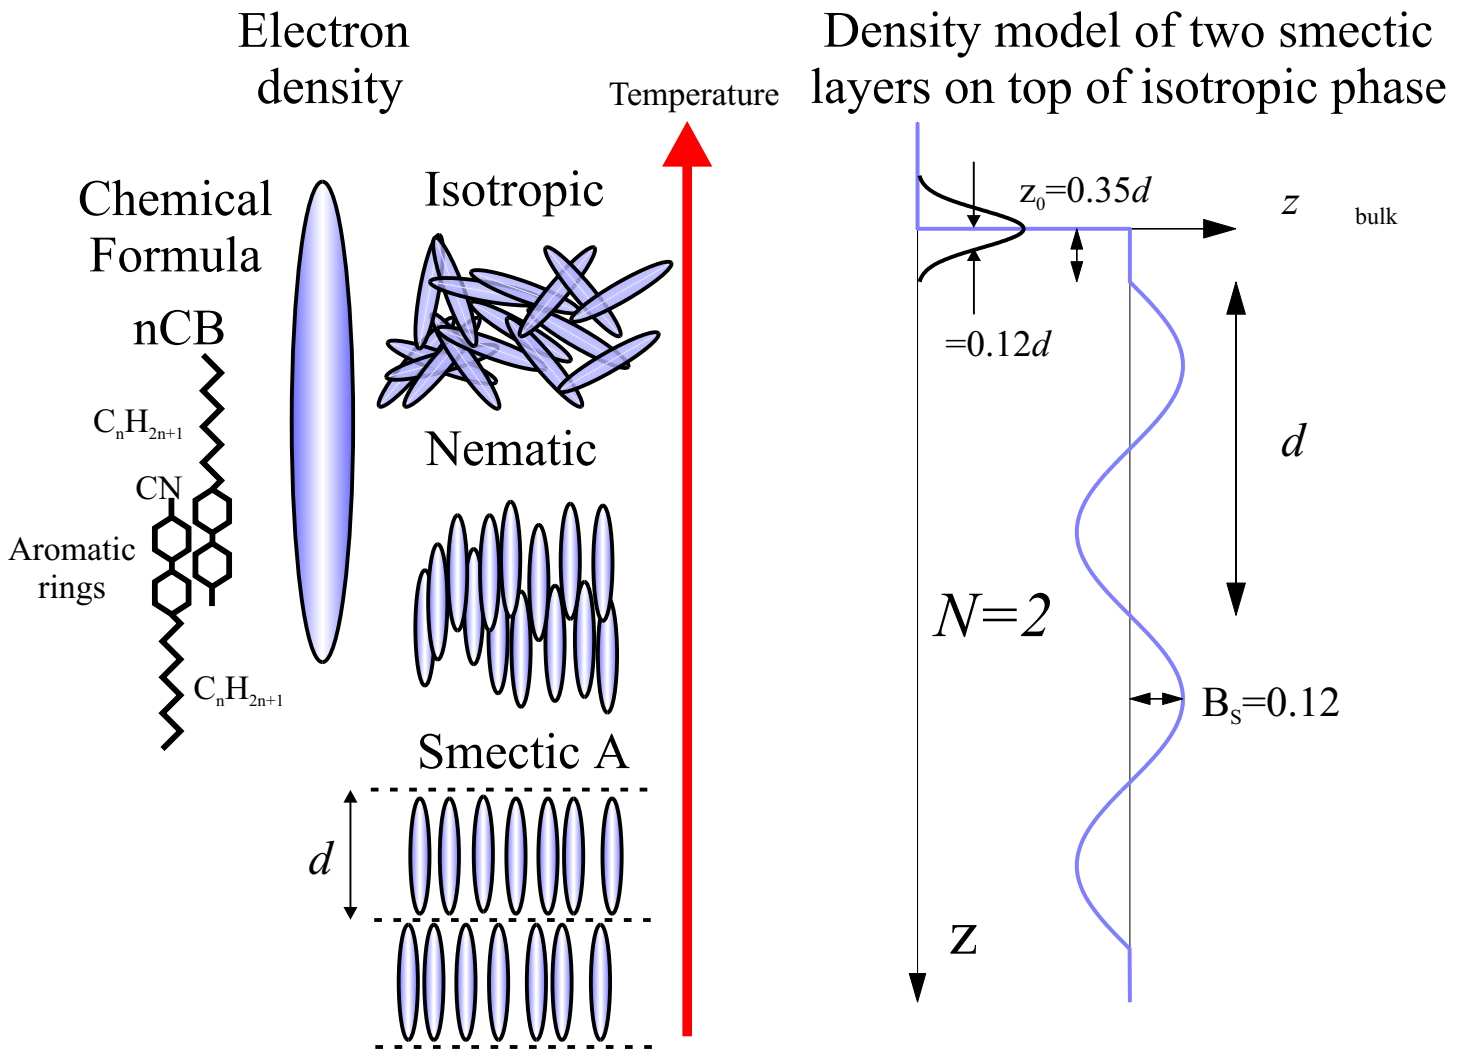 Electron
density
Temperature
Density model of two smectic
layers on top of isotropic phase
Chemical
Formula
nCB
CₙH₂ₙ₊₁
CN
Aromatic
rings
CₙH₂ₙ₊₁
Isotropic
Nematic
Smectic A
d
z₀=0.35d
z bulk
=0.12d
d
N=2
Bₛ=0.12
z